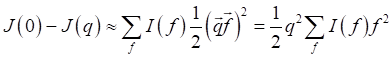 J(0) − J(q) ≈ ∑_f I(f) 1/2 (q⃗f⃗)² = 1/2 q² ∑_f I(f) f²